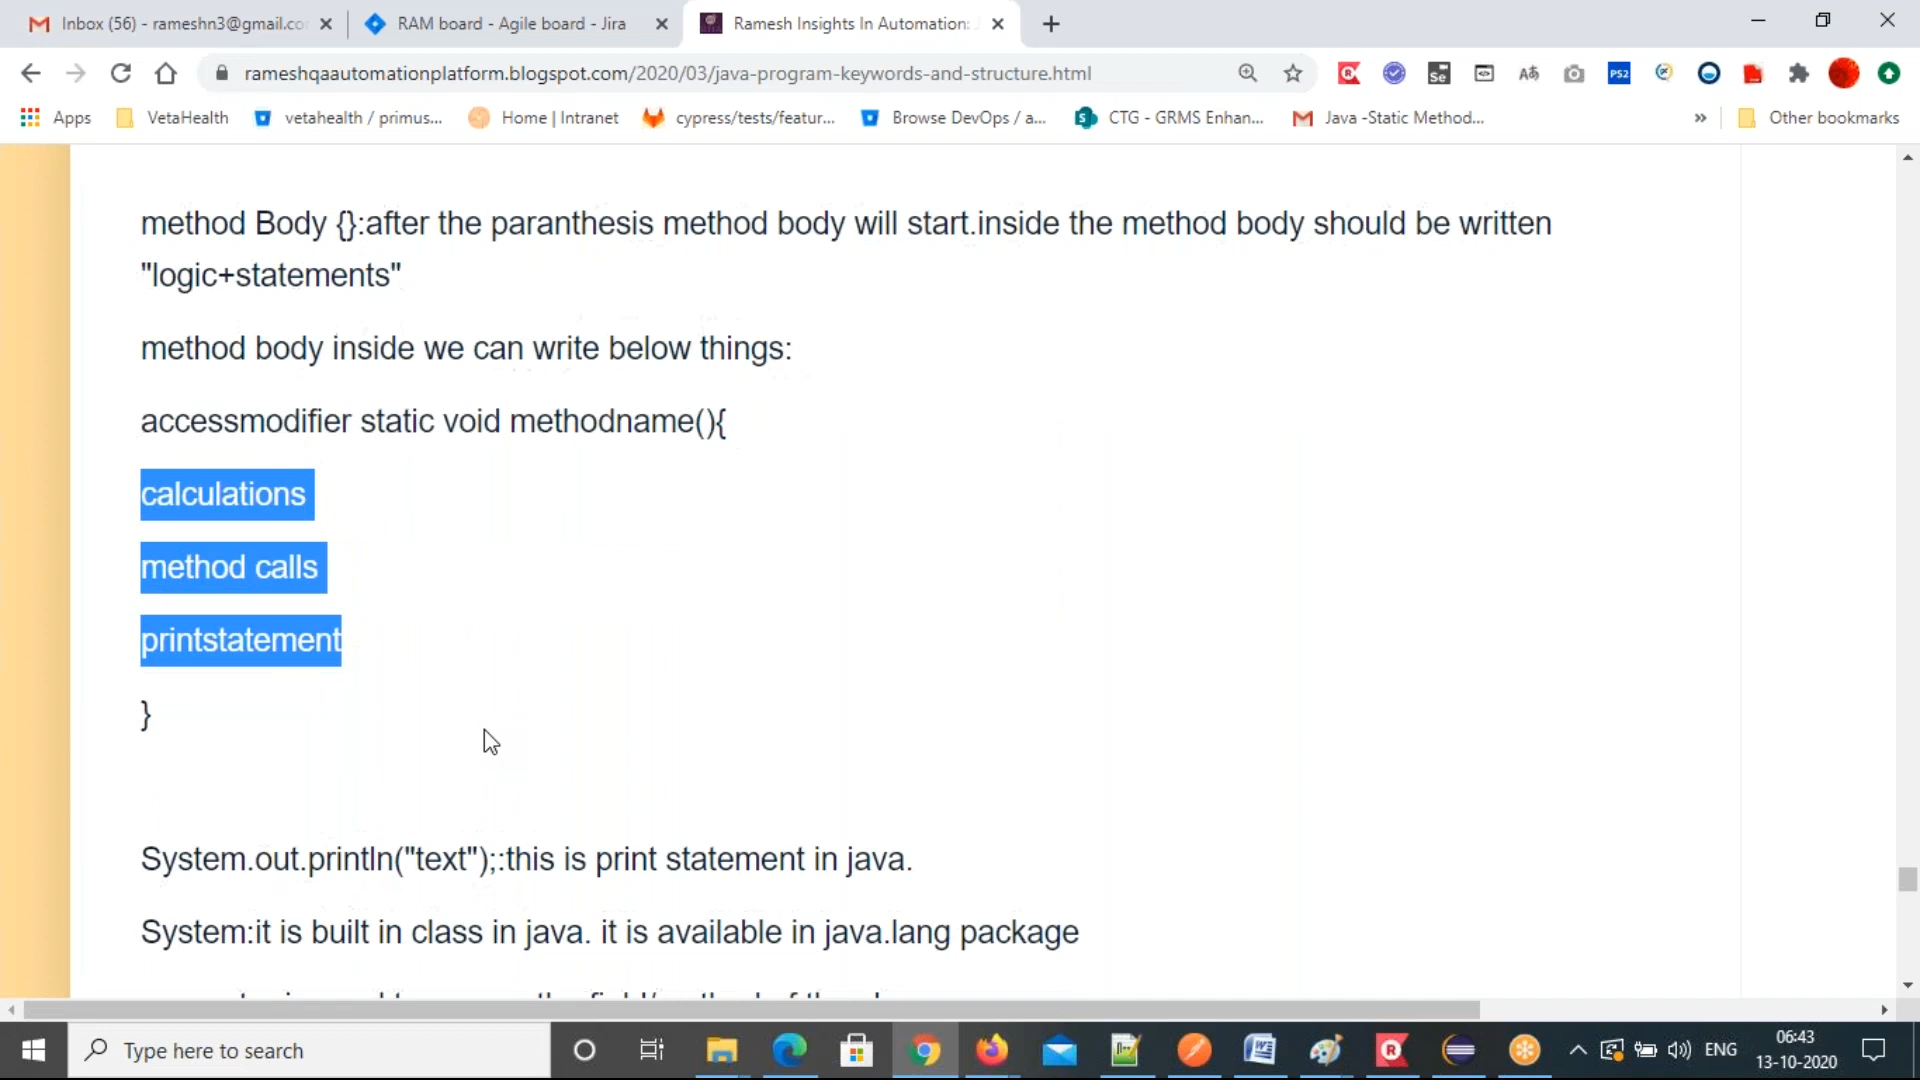 Inbox (56) - rameshn3@gmail.co
RAM board - Agile board - Jira
Ramesh Insights In Automation:
rameshqaautomationplatform.blogspot.com/2020/03/java-program-keywords-and-structure.html
Apps
VetaHealth
vetahealth / primus...
Home | Intranet
cypress/tests/featur...
Browse DevOps / a...
CTG - GRMS Enhan...
Java -Static Method...
»
Other bookmarks
method Body {}:after the paranthesis method body will start.inside the method body should be written
"logic+statements"
method body inside we can write below things:
accessmodifier static void methodname(){
calculations
method calls
printstatement
}
System.out.println("text");:this is print statement in java.
System:it is built in class in java. it is available in java.lang package
Type here to search
ENG
06:43
13-10-2020